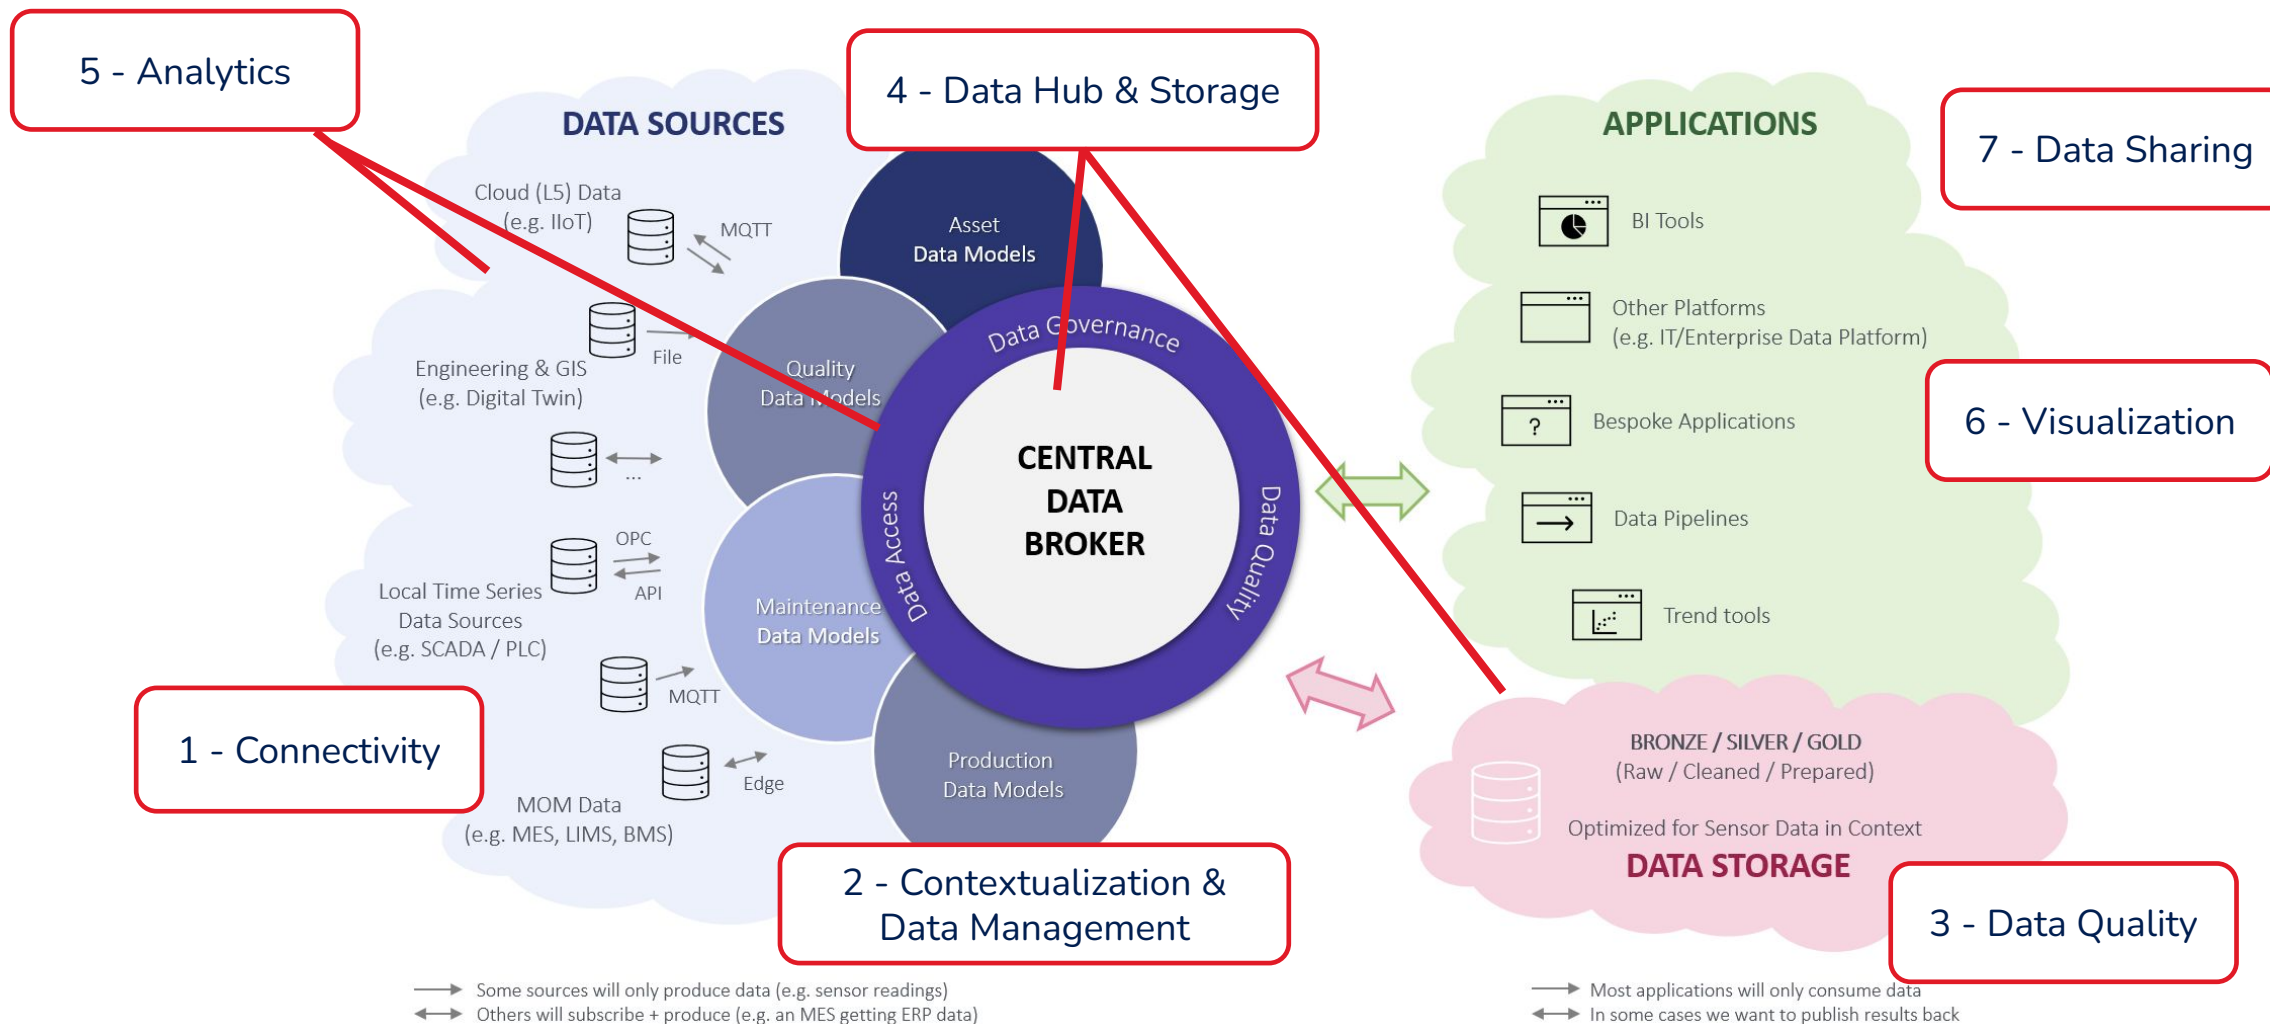 5 - Analytics
4 - Data Hub & Storage
7 - Data Sharing
6 - Visualization
1 - Connectivity
2 - Contextualization &
Data Management
3 - Data Quality
DATA SOURCES
Cloud (L5) Data
(e.g. IIoT)
MQTT
File
Engineering & GIS
(e.g. Digital Twin)
...
OPC
API
Local Time Series
Data Sources
(e.g. SCADA / PLC)
MQTT
Edge
MOM Data
(e.g. MES, LIMS, BMS)
Asset
Data Models
Quality
Data Models
Maintenance
Data Models
Production
Data Models
Data Governance
Data Access
Data Quality
CENTRAL
DATA
BROKER
APPLICATIONS
BI Tools
Other Platforms
(e.g. IT/Enterprise Data Platform)
?
Bespoke Applications
Data Pipelines
Trend tools
BRONZE / SILVER / GOLD
(Raw / Cleaned / Prepared)
Optimized for Sensor Data in Context
DATA STORAGE
Some sources will only produce data (e.g. sensor readings)
Others will subscribe + produce (e.g. an MES getting ERP data)
Most applications will only consume data
In some cases we want to publish results back